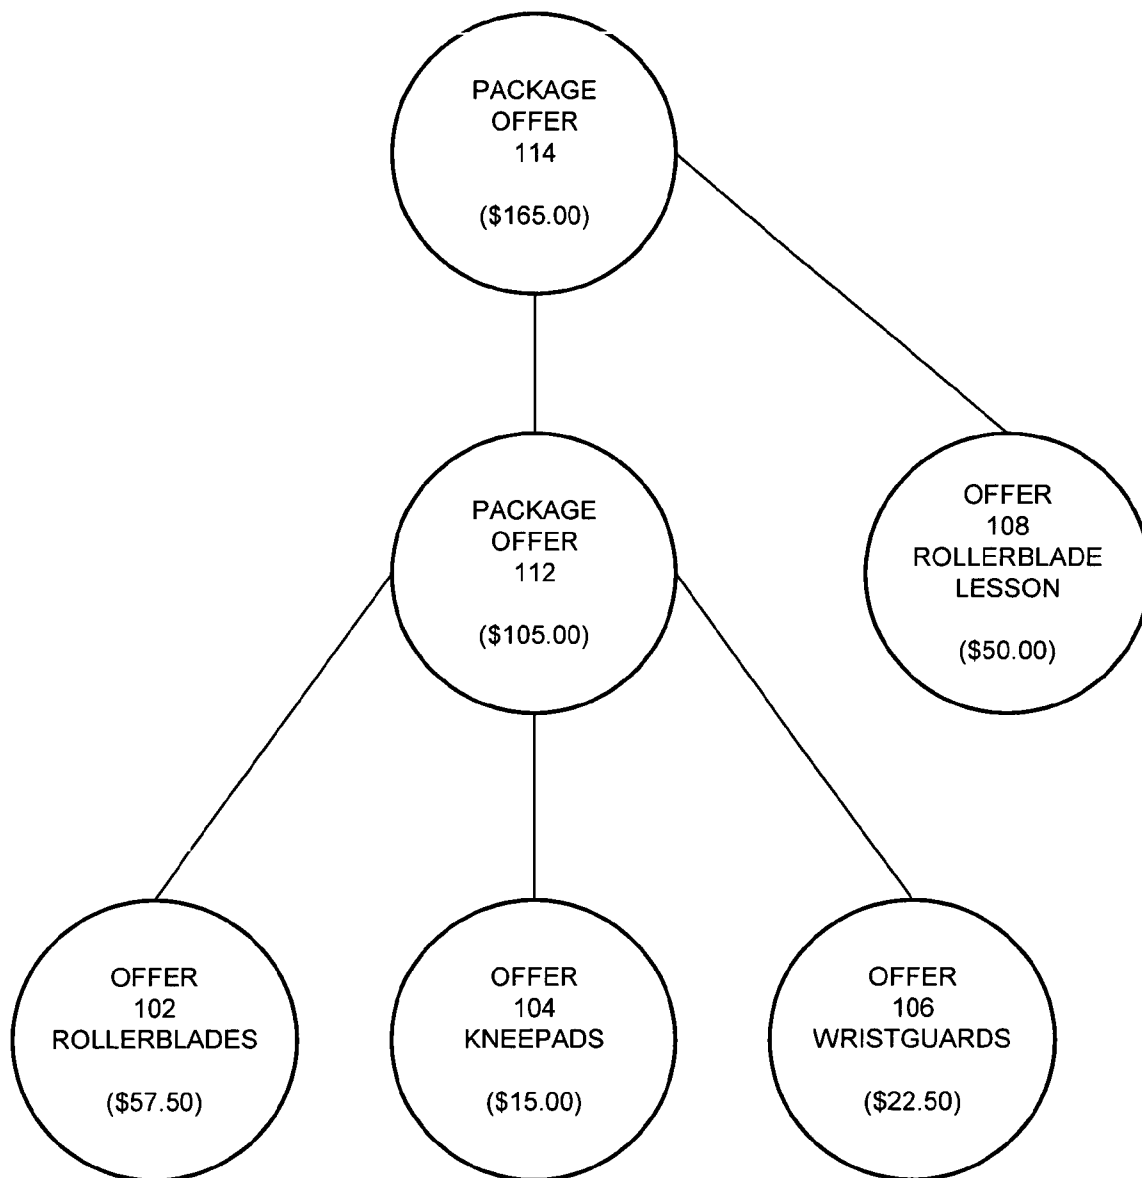 PACKAGE
OFFER
114
($165.00)
PACKAGE
OFFER
112
($105.00)
OFFER
108
ROLLERBLADE
LESSON
($50.00)
OFFER
102
ROLLERBLADES
($57.50)
OFFER
104
KNEEPADS
($15.00)
OFFER
106
WRISTGUARDS
($22.50)